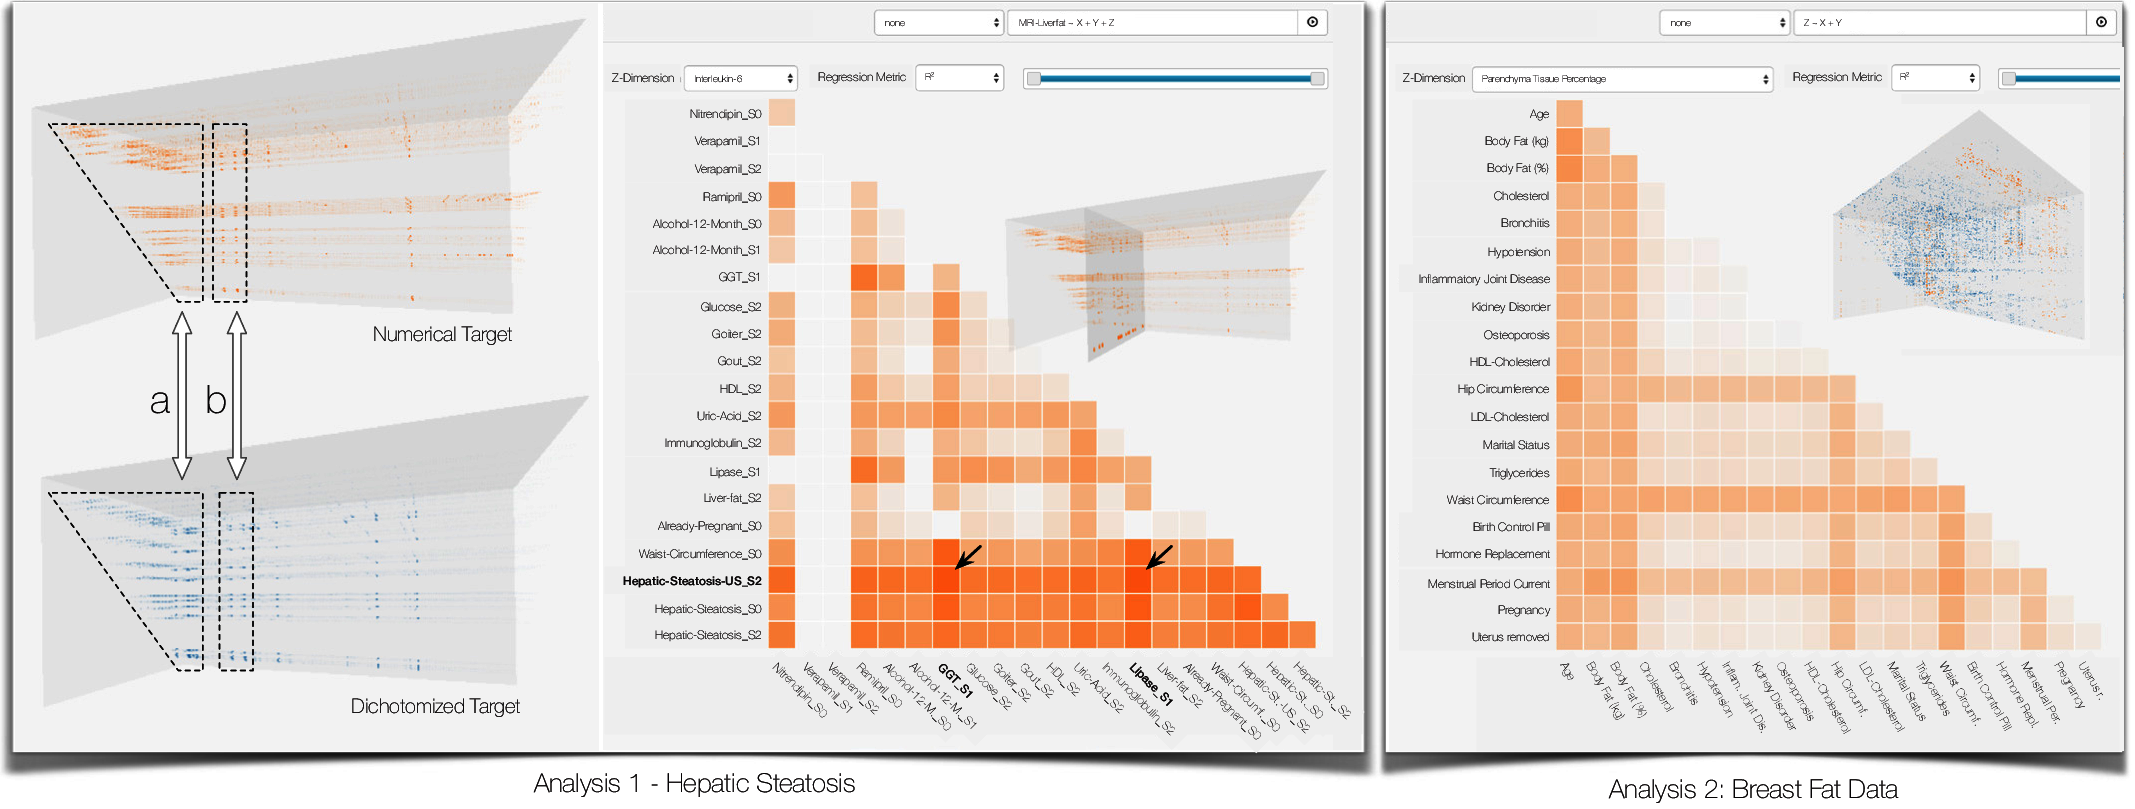 Numerical Target
a b
Dichotomized Target
none
MRI-Liverfat ~ X + Y + Z
Z-Dimension
Interleukin-6
Regression Metric
R²
Nitrendipin_S0
Verapamil_S1
Verapamil_S2
Ramipril_S0
Alcohol-12-Month_S0
Alcohol-12-Month_S1
GGT_S1
Glucose_S2
Goiter_S2
Gout_S2
HDL_S2
Uric-Acid_S2
Immunoglobulin_S2
Lipase_S1
Liver-fat_S2
Already-Pregnant_S0
Waist-Circumference_S0
Hepatic-Steatosis-US_S2
Hepatic-Steatosis_S0
Hepatic-Steatosis_S2
Nitrendipin_S0
Verapamil_S1
Verapamil_S2
Ramipril_S0
Alcohol-12-M._S0
Alcohol-12-M._S1
GGT_S1
Glucose_S2
Goiter_S2
Gout_S2
HDL_S2
Uric-Acid_S2
Immunoglobulin_S2
Lipase_S1
Liver-fat_S2
Already-Pregnant_S0
Waist-Circumf._S0
Hepatic-St.-US_S2
Hepatic-St._S0
Hepatic-St._S2
Analysis 1 - Hepatic Steatosis
none
Z ~ X + Y
Z-Dimension
Parenchyma Tissue Percentage
Regression Metric
R²
Age
Body Fat (kg)
Body Fat (%)
Cholesterol
Bronchitis
Hypotension
Inflammatory Joint Disease
Kidney Disorder
Osteoporosis
HDL-Cholesterol
Hip Circumference
LDL-Cholesterol
Marital Status
Triglycerides
Waist Circumference
Birth Control Pill
Hormone Replacement
Menstrual Period Current
Pregnancy
Uterus removed
Age
Body Fat (kg)
Body Fat (%)
Cholesterol
Bronchitis
Hypotension
Inflam. Joint Dis.
Kidney Disorder
Osteoporosis
HDL-Cholesterol
Hip Circumf.
LDL-Cholesterol
Marital Status
Triglycerides
Waist Circumf.
Birth Control Pill
Hormone Repl.
Menstrual Per.
Pregnancy
Uterus r.
Analysis 2: Breast Fat Data